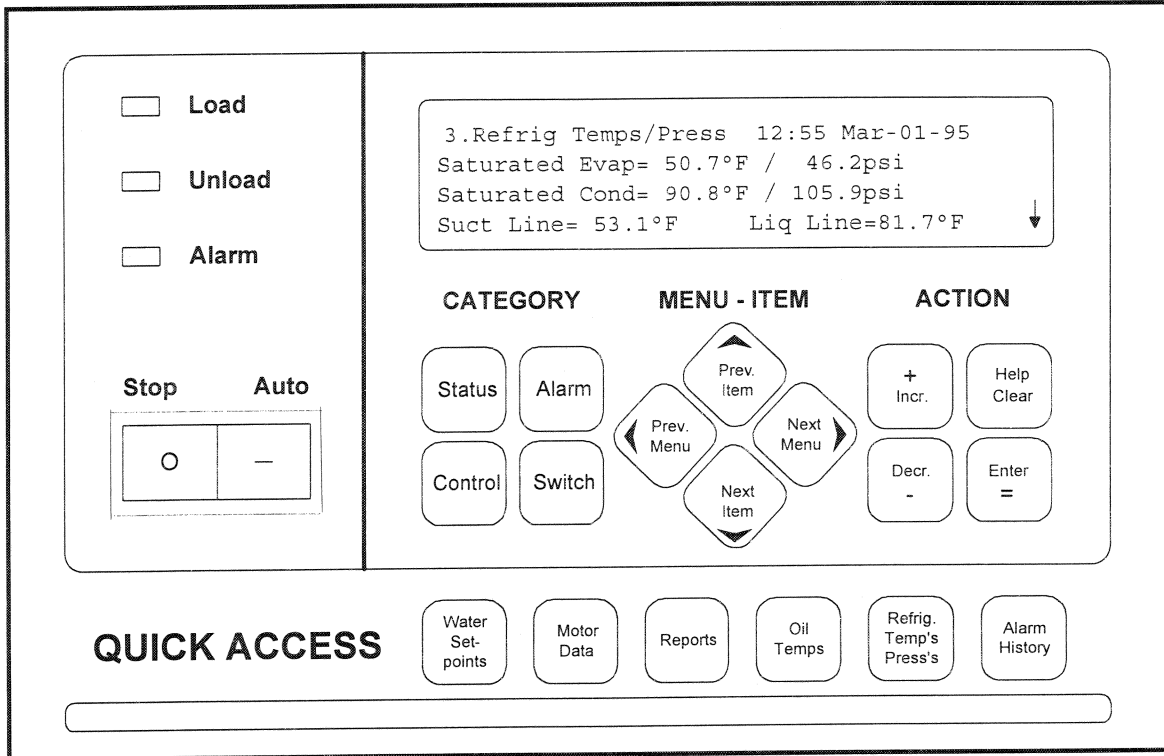 Load
Unload
Alarm
Stop Auto
O —
3.Refrig Temps/Press 12:55 Mar-01-95
Saturated Evap= 50.7°F / 46.2psi
Saturated Cond= 90.8°F / 105.9psi
Suct Line= 53.1°F Liq Line=81.7°F
CATEGORY
Status
Alarm
Control
Switch
MENU - ITEM
Prev.
Item
Prev.
Menu
Next
Menu
Next
Item
ACTION
+
Incr.
Help
Clear
Decr.
-
Enter
=
QUICK ACCESS
Water
Set-
points
Motor
Data
Reports
Oil
Temps
Refrig.
Temp's
Press's
Alarm
History